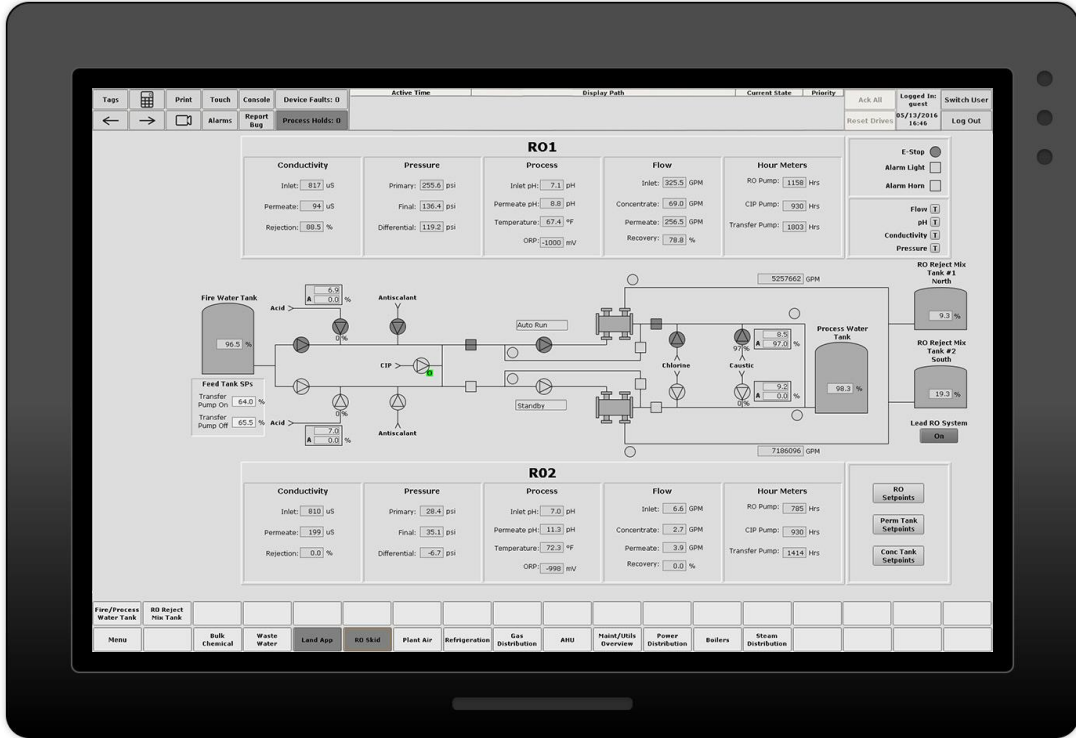 Tags
Print
Touch
Console
Device Faults: 0
Active Time
Display Path
Current State
Priority
Ack All
Logged In:
guest
Switch User
Alarms
Report
Bug
Process Holds: 0
Reset Drives
05/13/2016
16:46
Log Out
RO1
Conductivity
Inlet: 817 uS
Permeate: 94 uS
Rejection: 88.5 %
Pressure
Primary: 255.6 psi
Final: 136.4 psi
Differential: 119.2 psi
Process
Inlet pH: 7.1 pH
Permeate pH: 8.8 pH
Temperature: 67.4 °F
ORP: -1000 mV
Flow
Inlet: 325.5 GPM
Concentrate: 69.0 GPM
Permeate: 256.5 GPM
Recovery: 78.8 %
Hour Meters
RO Pump: 1158 Hrs
CIP Pump: 930 Hrs
Transfer Pump: 1803 Hrs
E-Stop
Alarm Light
Alarm Horn
Flow T
pH T
Conductivity T
Pressure T
Fire Water Tank
96.5 %
Feed Tank SPs
Transfer
Pump On 64.0 %
Transfer
Pump Off 65.5 %
6.9
A 0.0 %
Acid
0%
Antiscalant
CIP
0%
Acid
7.0
A 0.0 %
Antiscalant
Auto Run
Standby
5257662 GPM
Chlorine
97%
8.5
A 97.0 %
Caustic
0%
9.2
A 0.0 %
Process Water
Tank
98.3 %
7186096 GPM
RO Reject Mix
Tank #1
North
9.3 %
RO Reject Mix
Tank #2
South
19.3 %
Lead RO System
On
R02
Conductivity
Inlet: 810 uS
Permeate: 199 uS
Rejection: 0.0 %
Pressure
Primary: 28.4 psi
Final: 35.1 psi
Differential: -6.7 psi
Process
Inlet pH: 7.0 pH
Permeate pH: 11.3 pH
Temperature: 72.3 °F
ORP: -998 mV
Flow
Inlet: 6.6 GPM
Concentrate: 2.7 GPM
Permeate: 3.9 GPM
Recovery: 0.0 %
Hour Meters
RO Pump: 785 Hrs
CIP Pump: 930 Hrs
Transfer Pump: 1414 Hrs
RO
Setpoints
Perm Tank
Setpoints
Conc Tank
Setpoints
Fire/Process
Water Tank
RO Reject
Mix Tank
Menu
Bulk
Chemical
Waste
Water
Land App
RO Skid
Plant Air
Refrigeration
Gas
Distribution
AHU
Maint/Utils
Overview
Power
Distribution
Boilers
Steam
Distribution